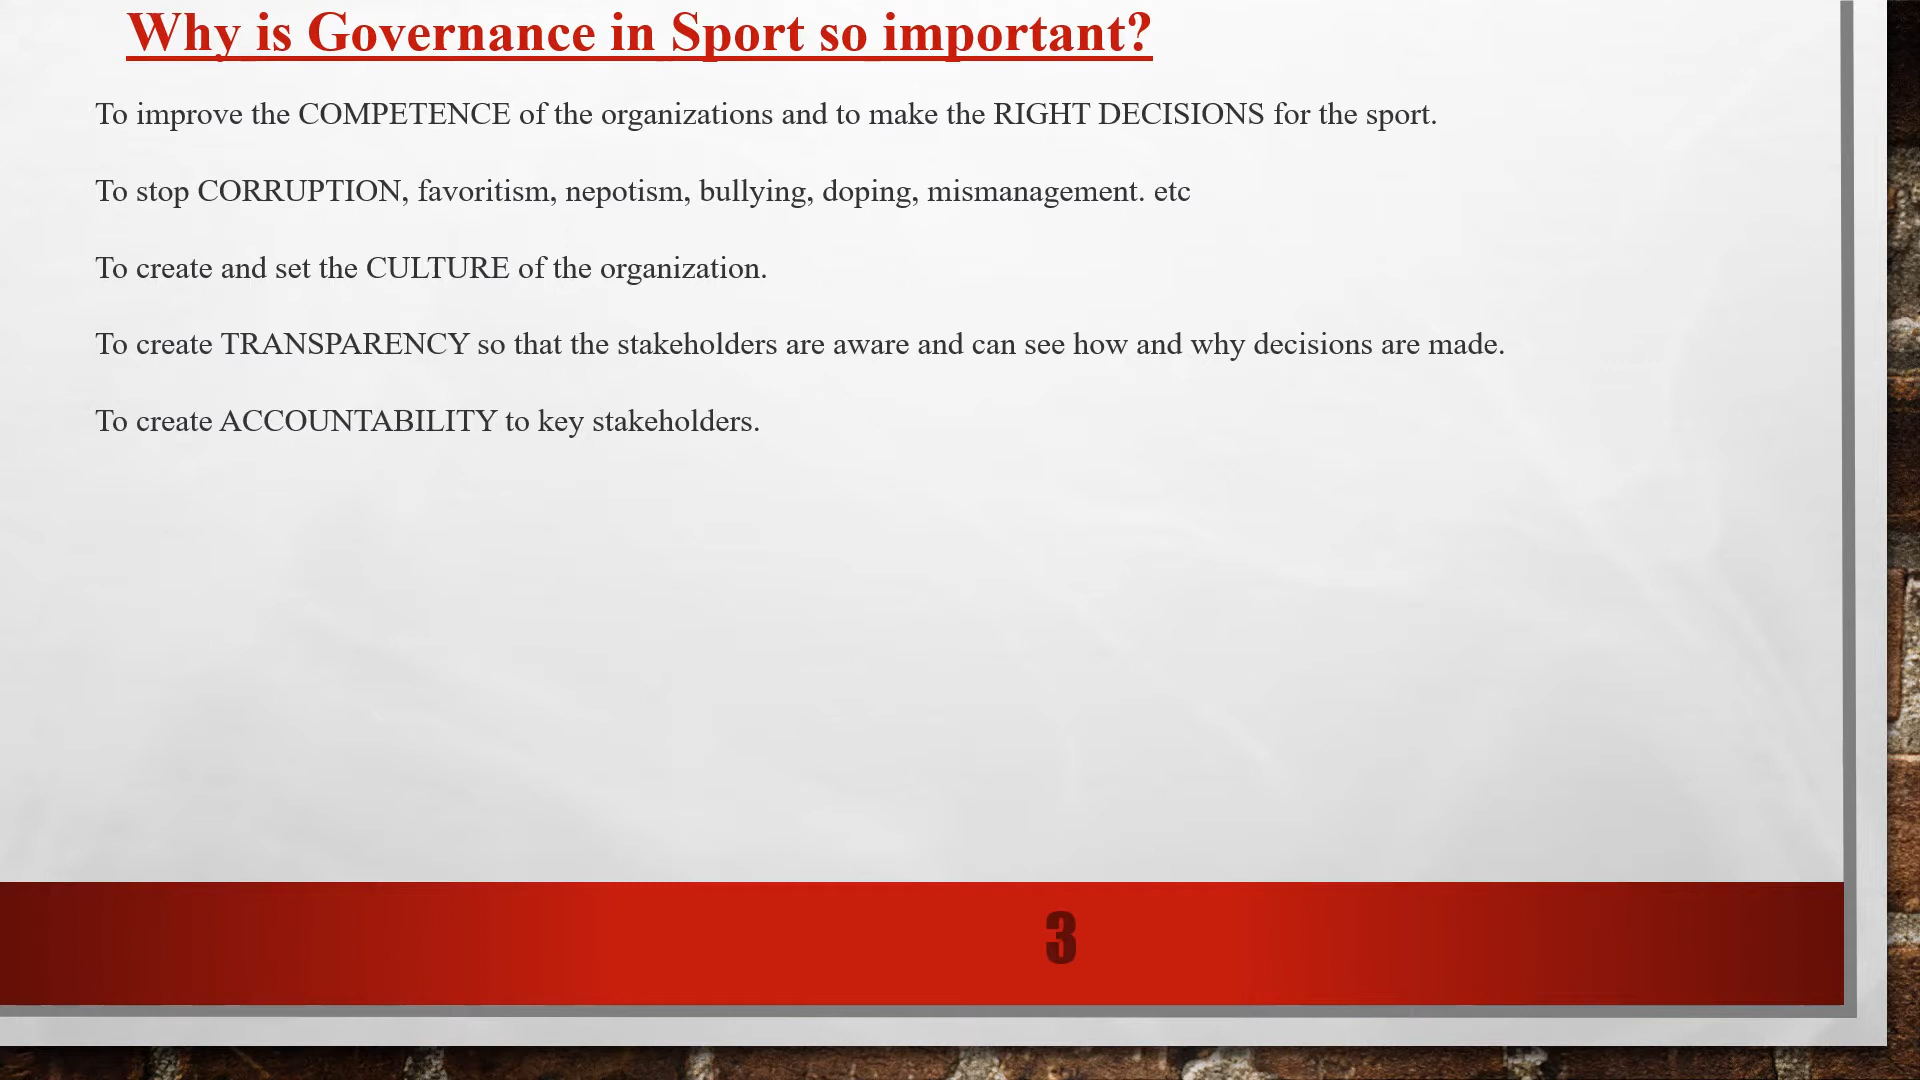 Why is Governance in Sport so important?
To improve the COMPETENCE of the organizations and to make the RIGHT DECISIONS for the sport.
To stop CORRUPTION, favoritism, nepotism, bullying, doping, mismanagement. etc
To create and set the CULTURE of the organization.
To create TRANSPARENCY so that the stakeholders are aware and can see how and why decisions are made.
To create ACCOUNTABILITY to key stakeholders.
3